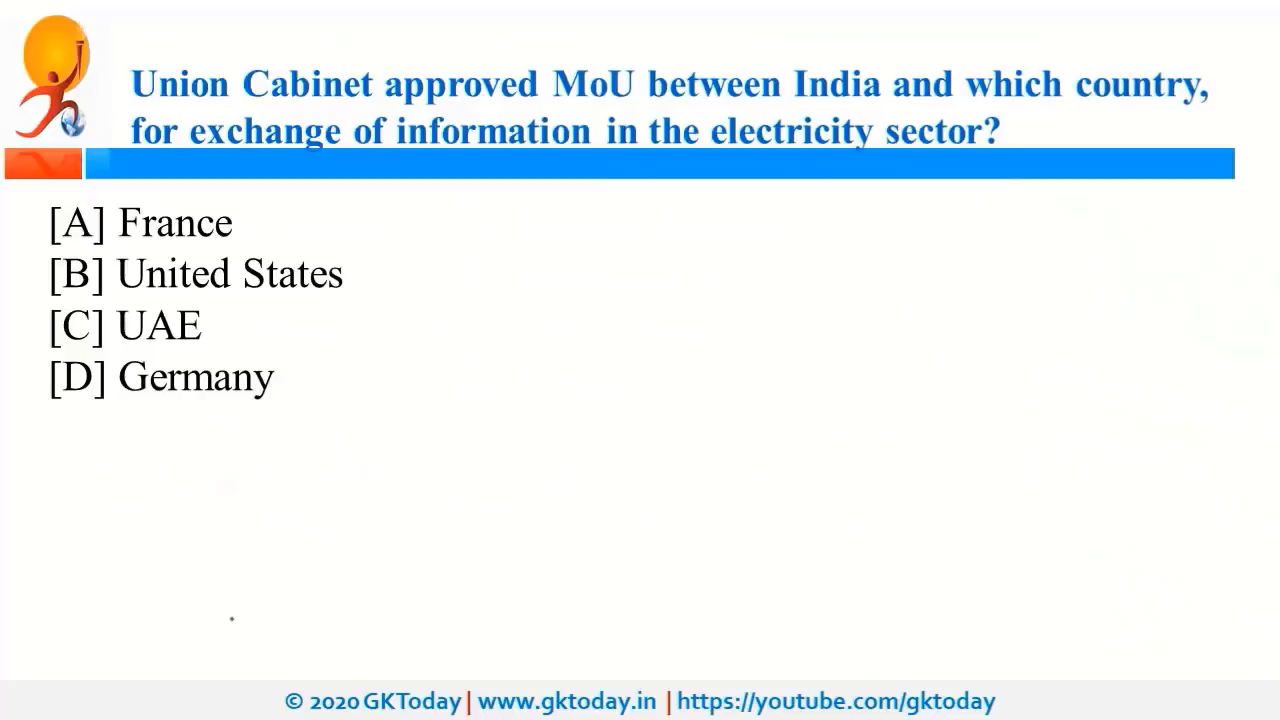 Union Cabinet approved MoU between India and which country,
for exchange of information in the electricity sector?
[A] France
[B] United States
[C] UAE
[D] Germany
© 2020 GKToday | www.gktoday.in | https://youtube.com/gktoday